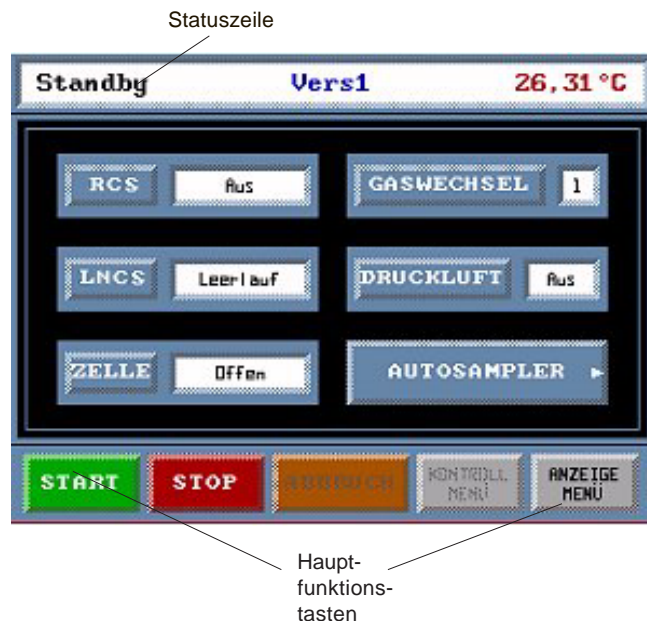 Statuszeile
Standby Vers1 26,31 °C
RCS Aus GASWECHSEL 1
LNCS Leerlauf DRUCKLUFT Aus
ZELLE Offen AUTOSAMPLER
START STOP ABBRUCH KONTROLL ANZEIGE
MENÜ MENÜ
Haupt-
funktions-
tasten